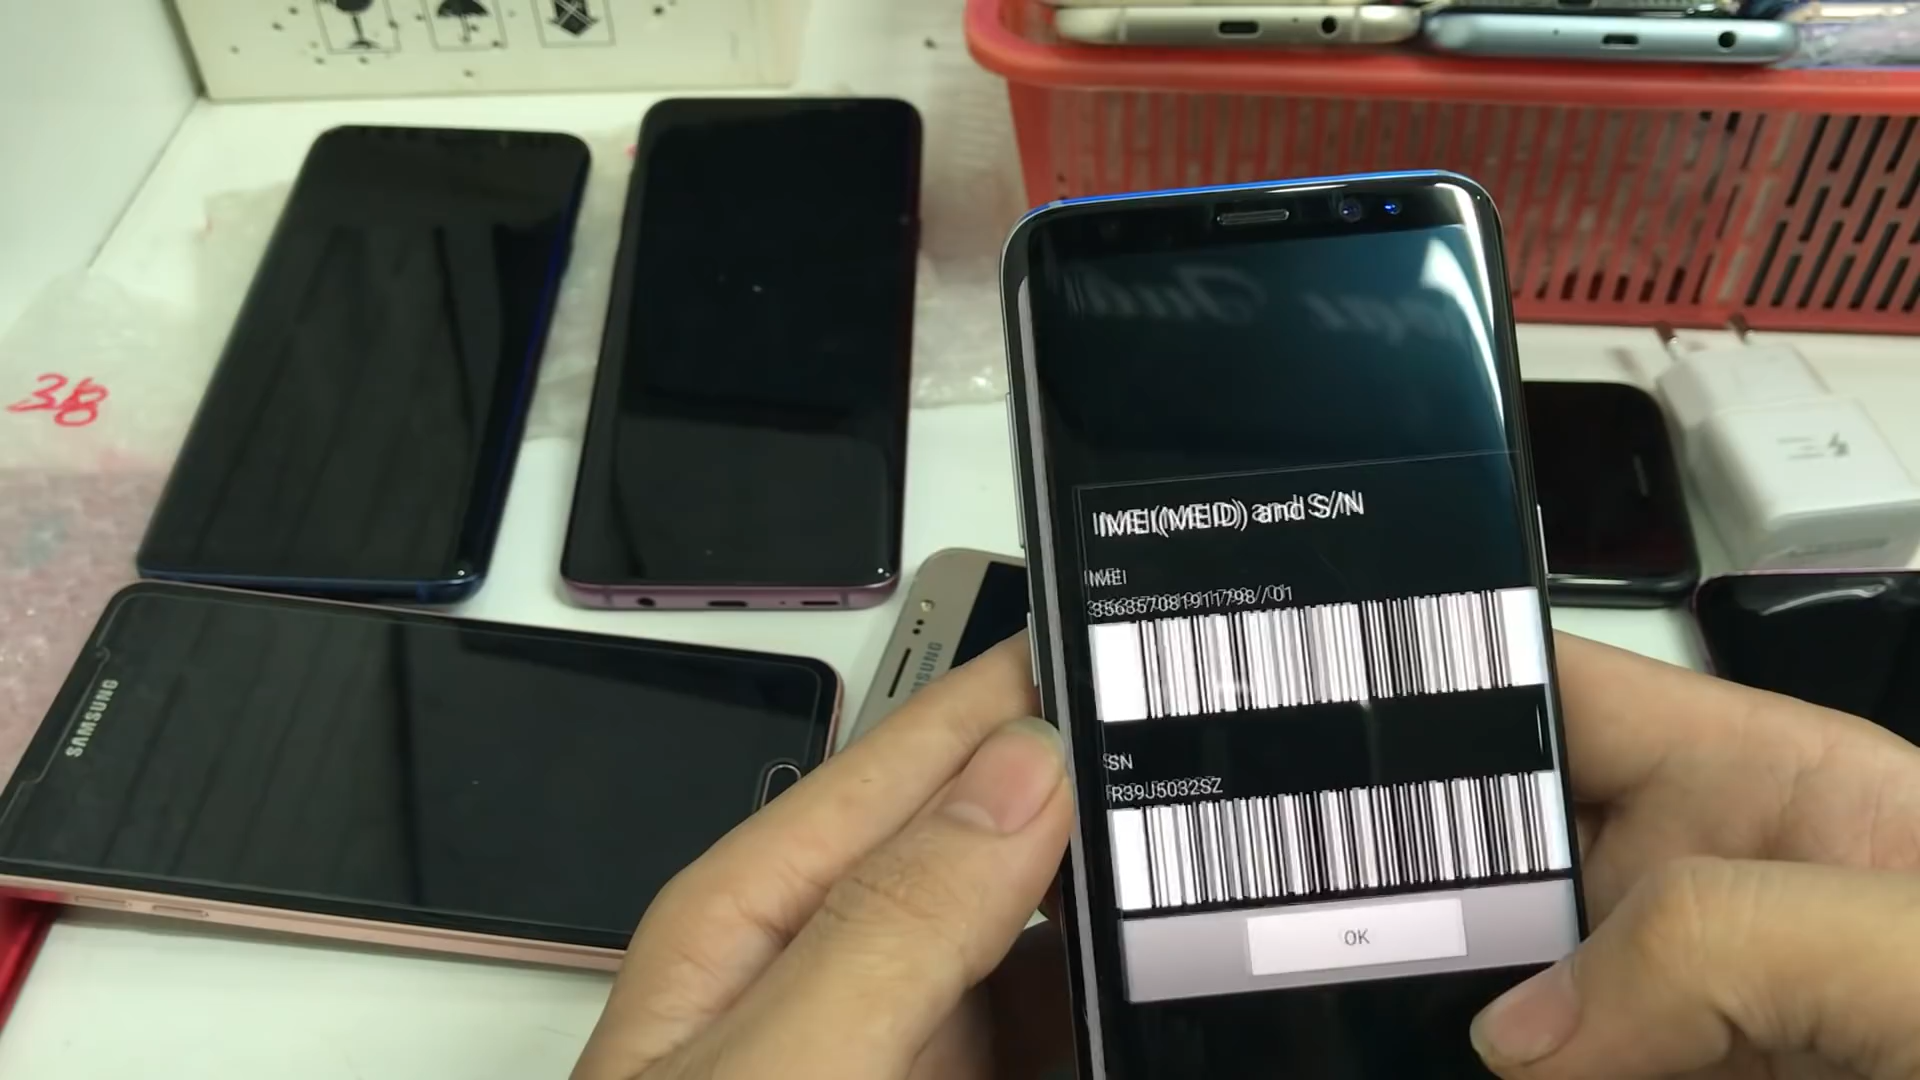 38
SAMSUNG
SAMSUNG
IMEI(MEID) and S/N
IMEI
356357081911798 / 01
SN
R39J5032SZ
OK